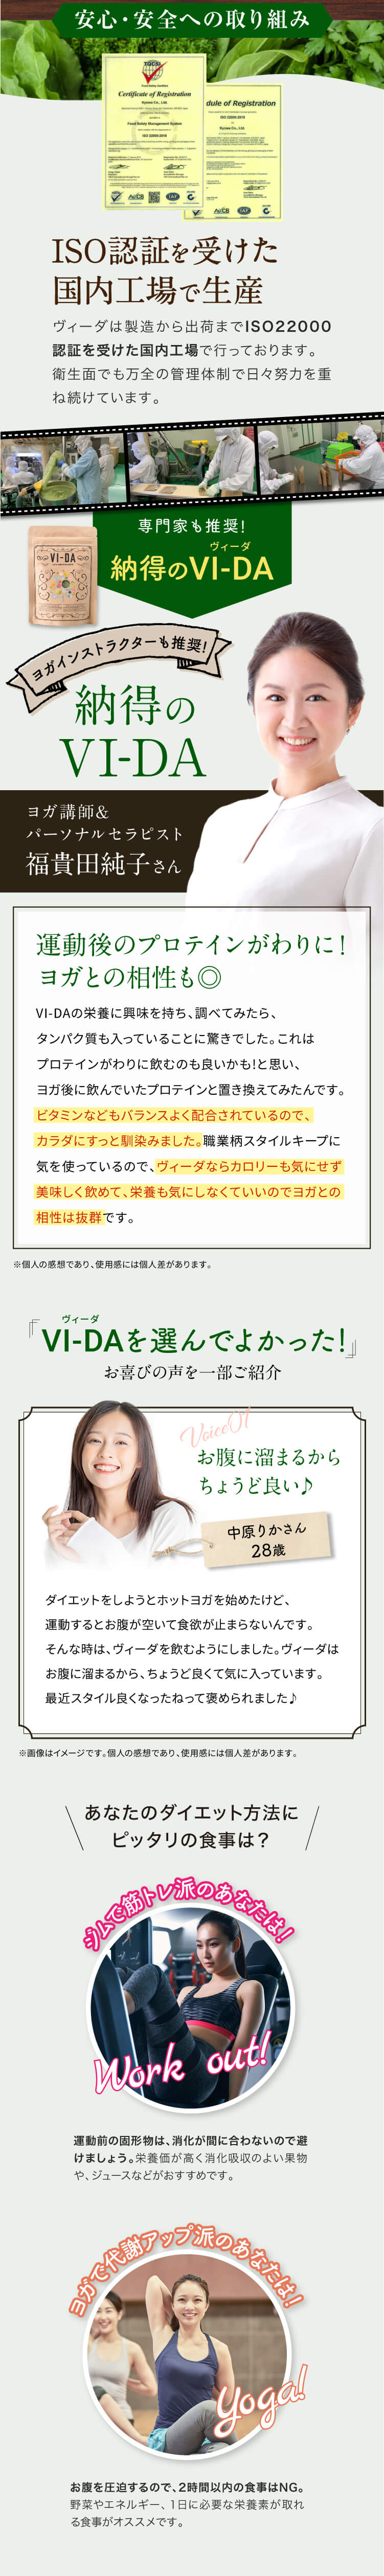 安心・安全への取り組み
TQCSI
Certificate of Registration
Kyowa Co., Ltd.
Food Safety Management System
ISO 22000:2018
dule of Registration
Kyowa Co., Ltd.
ISO 22000:2018
IAF
IAF
ISO認証を受けた
国内工場で生産
ヴィーダは製造から出荷までISO22000
認証を受けた国内工場で行っております。
衛生面でも万全の管理体制で日々努力を重
ね続けています。
専門家も推奨!
ヴィーダ
納得のVI-DA
VI-DA
ヨガインストラクターも推奨!
納得の
VI-DA
ヨガ講師&
パーソナルセラピスト
福貴田純子さん
運動後のプロテインがわりに!
ヨガとの相性も◎
VI-DAの栄養に興味を持ち、調べてみたら、
タンパク質も入っていることに驚きでした。これは
プロテインがわりに飲むのも良いかも!と思い、
ヨガ後に飲んでいたプロテインと置き換えてみたんです。
ビタミンなどもバランスよく配合されているので、
カラダにすっと馴染みました。職業柄スタイルキープに
気を使っているので、ヴィーダならカロリーも気にせず
美味しく飲めて、栄養も気にしなくていいのでヨガとの
相性は抜群です。
※個人の感想であり、使用感には個人差があります。
ヴィーダ
『VI-DAを選んでよかった!』
お喜びの声を一部ご紹介
Voice01
お腹に溜まるから
ちょうど良い♪
中原りかさん
28歳
ダイエットをしようとホットヨガを始めたけど、
運動するとお腹が空いて食欲が止まらないんです。
そんな時は、ヴィーダを飲むようにしました。ヴィーダは
お腹に溜まるから、ちょうど良くて気に入っています。
最近スタイル良くなったねって褒められました♪
※画像はイメージです。個人の感想であり、使用感には個人差があります。
あなたのダイエット方法に
ピッタリの食事は？
ジムで筋トレ派のあなたは!
Work out!
運動前の固形物は、消化が間に合わないので避
けましょう。栄養価が高く消化吸収のよい果物
や、ジュースなどがおすすめです。
ヨガで代謝アップ派のあなたは!
Yoga!
お腹を圧迫するので、2時間以内の食事はNG。
野菜やエネルギー、1日に必要な栄養素が取れ
る食事がオススメです。